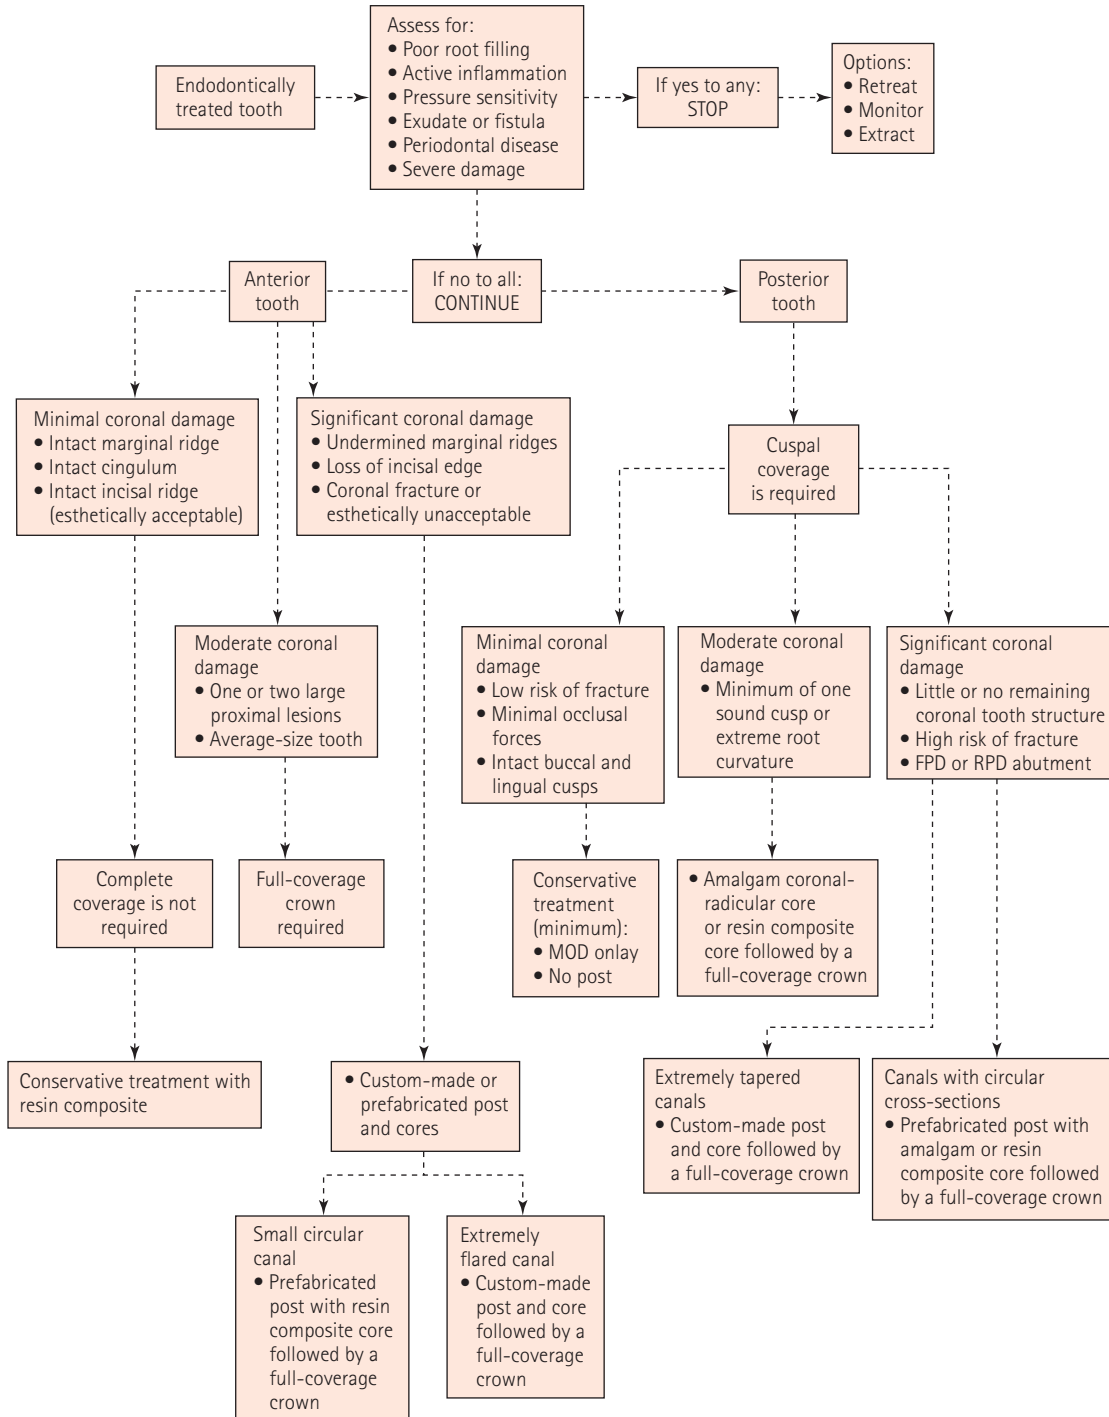 Endodontically
treated tooth
Assess for:
• Poor root filling
• Active inflammation
• Pressure sensitivity
• Exudate or fistula
• Periodontal disease
• Severe damage
If yes to any:
STOP
Options:
• Retreat
• Monitor
• Extract
Anterior
tooth
If no to all:
CONTINUE
Posterior
tooth
Minimal coronal damage
• Intact marginal ridge
• Intact cingulum
• Intact incisal ridge
(esthetically acceptable)
Significant coronal damage
• Undermined marginal ridges
• Loss of incisal edge
• Coronal fracture or
esthetically unacceptable
Cuspal
coverage
is required
Moderate coronal
damage
• One or two large
proximal lesions
• Average-size tooth
Minimal coronal
damage
• Low risk of fracture
• Minimal occlusal
forces
• Intact buccal and
lingual cusps
Moderate coronal
damage
• Minimum of one
sound cusp or
extreme root
curvature
Significant coronal
damage
• Little or no remaining
coronal tooth structure
• High risk of fracture
• FPD or RPD abutment
Complete
coverage is not
required
Full-coverage
crown
required
Conservative
treatment
(minimum):
• MOD onlay
• No post
• Amalgam coronal-
radicular core
or resin composite
core followed by a
full-coverage crown
Conservative treatment with
resin composite
• Custom-made or
prefabricated post
and cores
Extremely tapered
canals
• Custom-made post
and core followed by
a full-coverage crown
Canals with circular
cross-sections
• Prefabricated post with
amalgam or resin
composite core followed
by a full-coverage crown
Small circular
canal
• Prefabricated
post with resin
composite core
followed by a
full-coverage
crown
Extremely
flared canal
• Custom-made
post and core
followed by a
full-coverage
crown